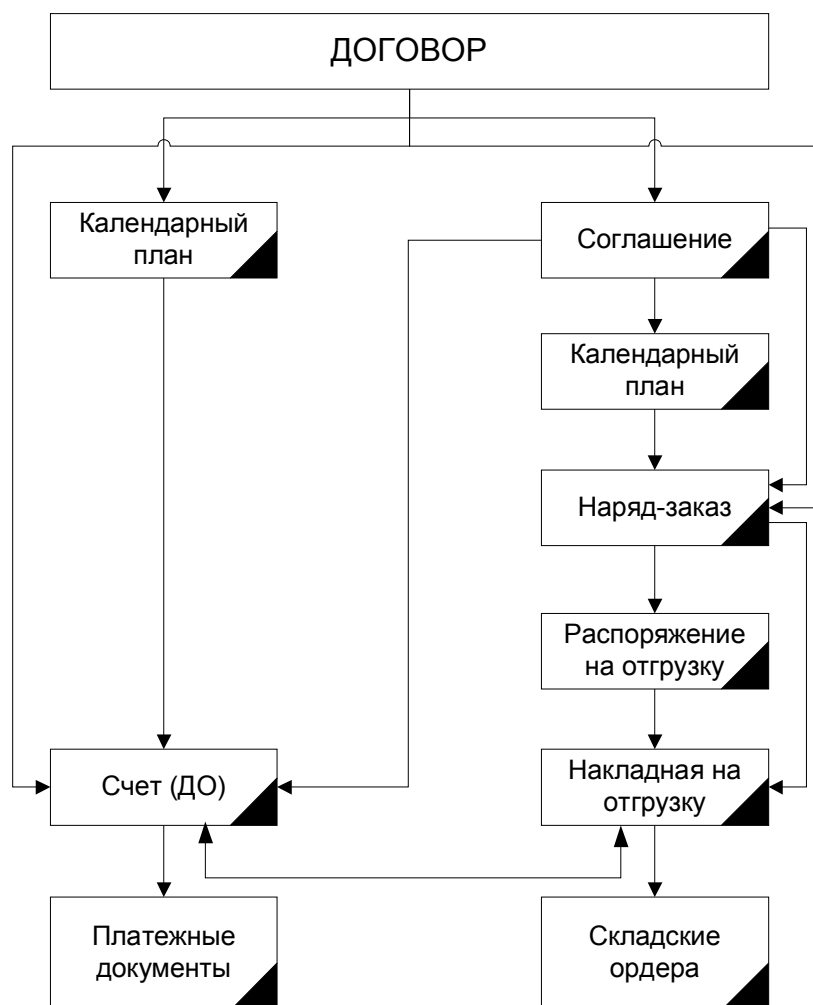 ДОГОВОР
Календарный
план
Соглашение
Календарный
план
Наряд-заказ
Распоряжение
на отгрузку
Счет (ДО)
Накладная на
отгрузку
Платежные
документы
Складские
ордера